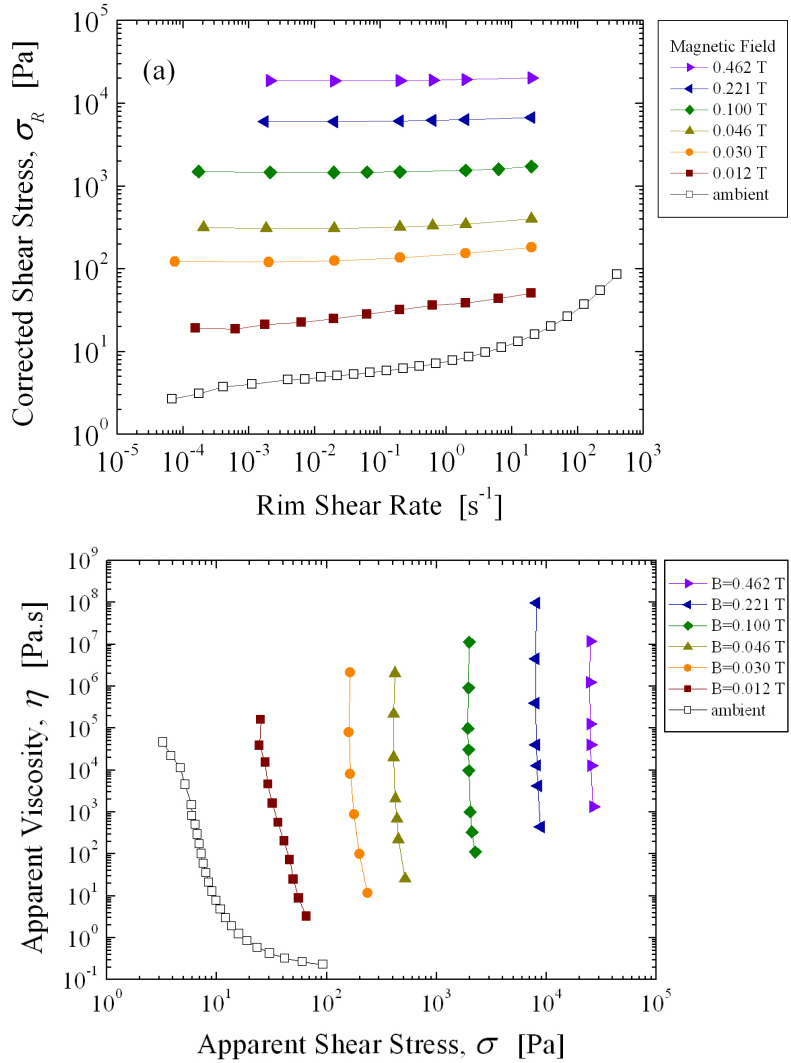 10^5
10^4
10^3
10^2
10^1
10^0
Corrected Shear Stress, σ_R [Pa]
(a)
10^-5 10^-4 10^-3 10^-2 10^-1 10^0 10^1 10^2 10^3
Rim Shear Rate [s^-1]
Magnetic Field
0.462 T
0.221 T
0.100 T
0.046 T
0.030 T
0.012 T
ambient
10^9
10^8
10^7
10^6
10^5
10^4
10^3
10^2
10^1
10^0
10^-1
Apparent Viscosity, η [Pa.s]
10^0 10^1 10^2 10^3 10^4 10^5
Apparent Shear Stress, σ [Pa]
B=0.462 T
B=0.221 T
B=0.100 T
B=0.046 T
B=0.030 T
B=0.012 T
ambient